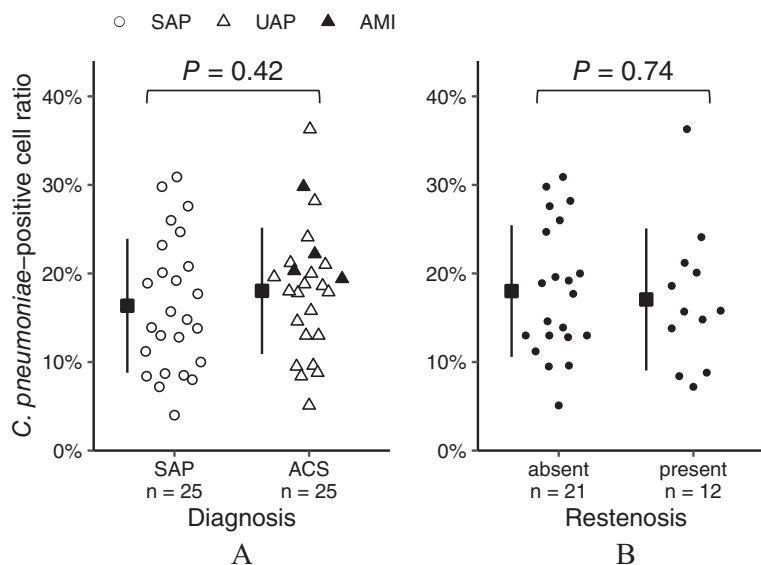 SAP UAP AMI
P = 0.42
P = 0.74
C. pneumoniae–positive cell ratio
40%
30%
20%
10%
0%
40%
30%
20%
10%
0%
SAP ACS
n = 25 n = 25
Diagnosis
A
absent present
n = 21 n = 12
Restenosis
B